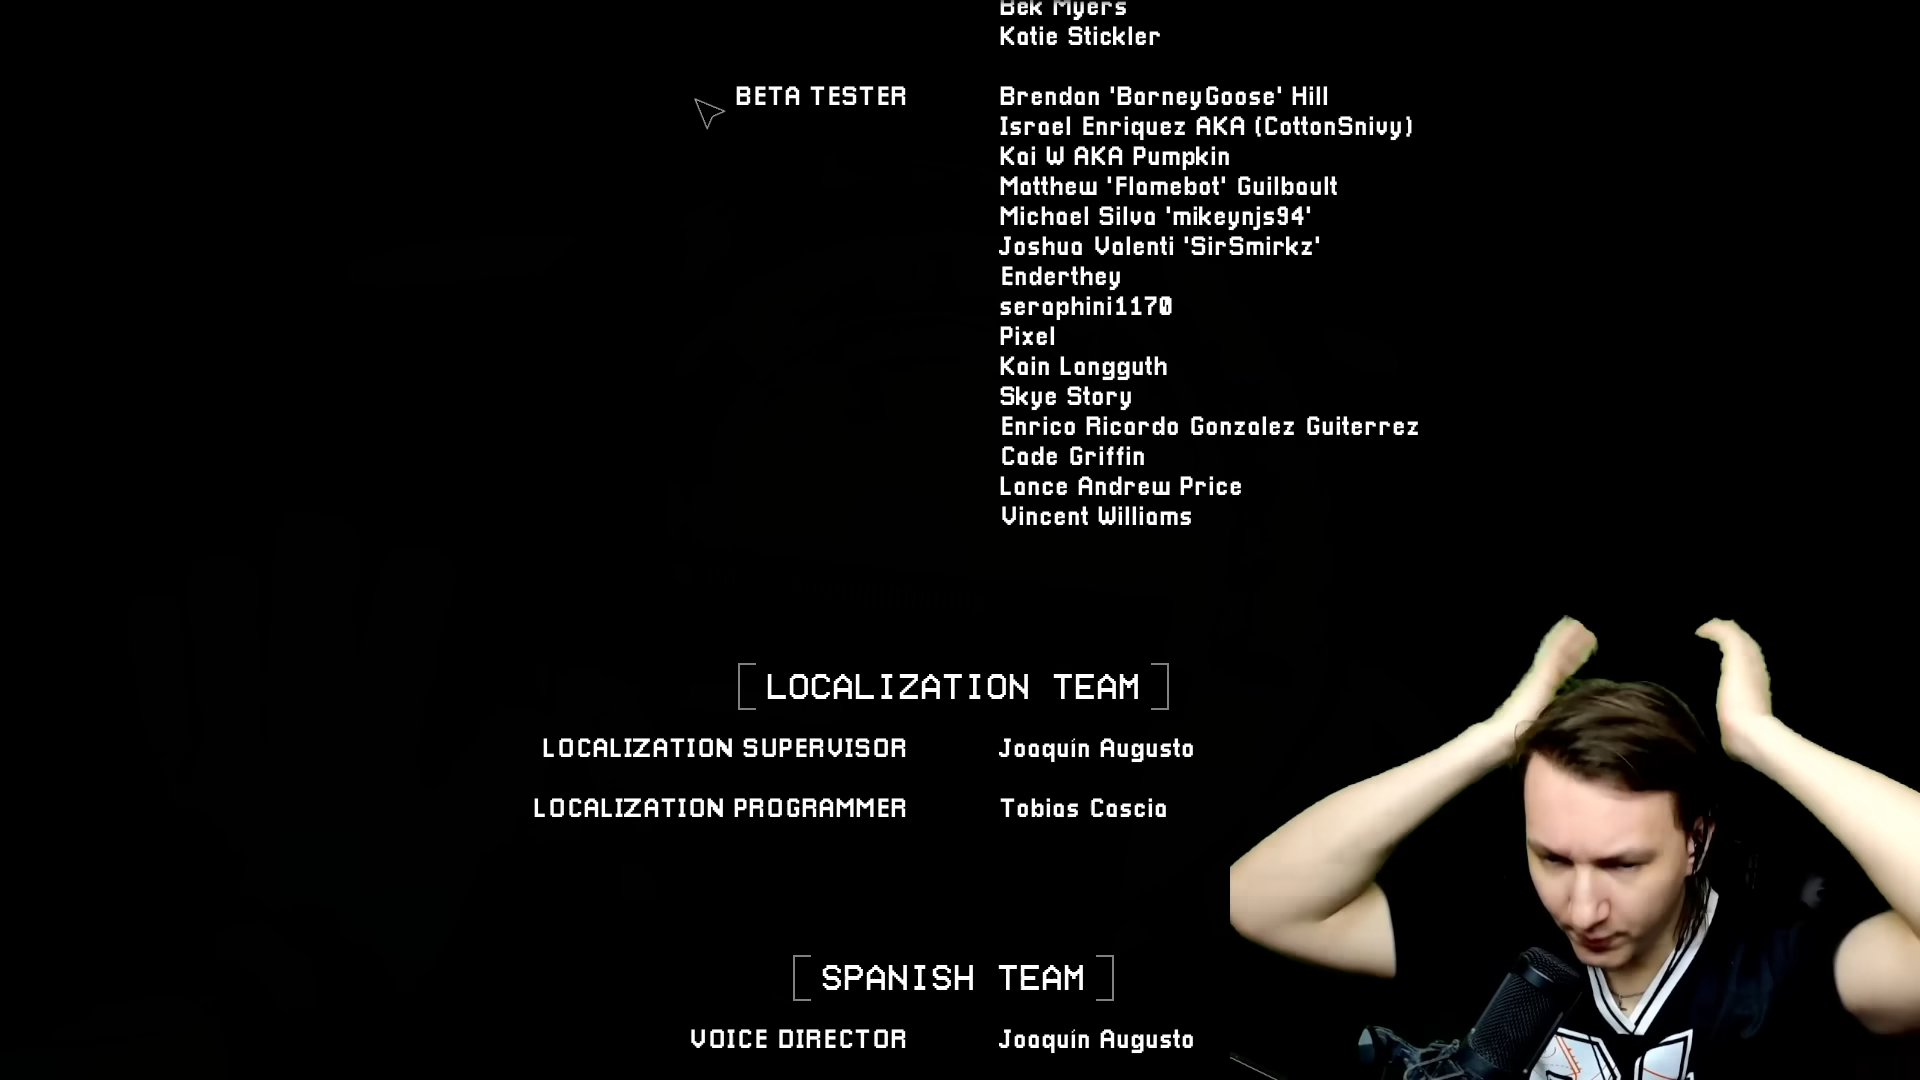 Bek Myers
Katie Stickler
BETA TESTER Brendan 'BarneyGoose' Hill
Israel Enriquez AKA (CottonSnivy)
Kai W AKA Pumpkin
Matthew 'Flamebot' Guilbault
Michael Silva 'mikeynjs94'
Joshua Valenti 'SirSmirkz'
Enderthey
seraphini1170
Pixel
Kain Langguth
Skye Story
Enrico Ricardo Gonzalez Guiterrez
Cade Griffin
Lance Andrew Price
Vincent Williams
LOCALIZATION TEAM
LOCALIZATION SUPERVISOR Joaquín Augusto
LOCALIZATION PROGRAMMER Tobias Cascia
SPANISH TEAM
VOICE DIRECTOR Joaquín Augusto